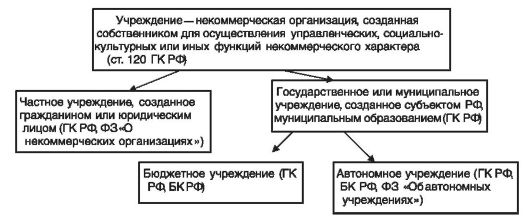 Учреждение — некоммерческая организация, созданная
собственником для осуществления управленческих, социально-
культурных или иных функций некоммерческого характера
(ст. 120 ГК РФ)
Частное учреждение, созданное
гражданином или юридическим
лицом (ГК РФ, ФЗ «О
некоммерческих организациях»)
Государственное или муниципальное
учреждение, созданное субъектом РФ,
муниципальным образованием (ГК РФ)
Бюджетное учреждение (ГК
РФ, БК РФ)
Автономное учреждение (ГК РФ,
БК РФ, ФЗ «Об автономных
учреждениях»)